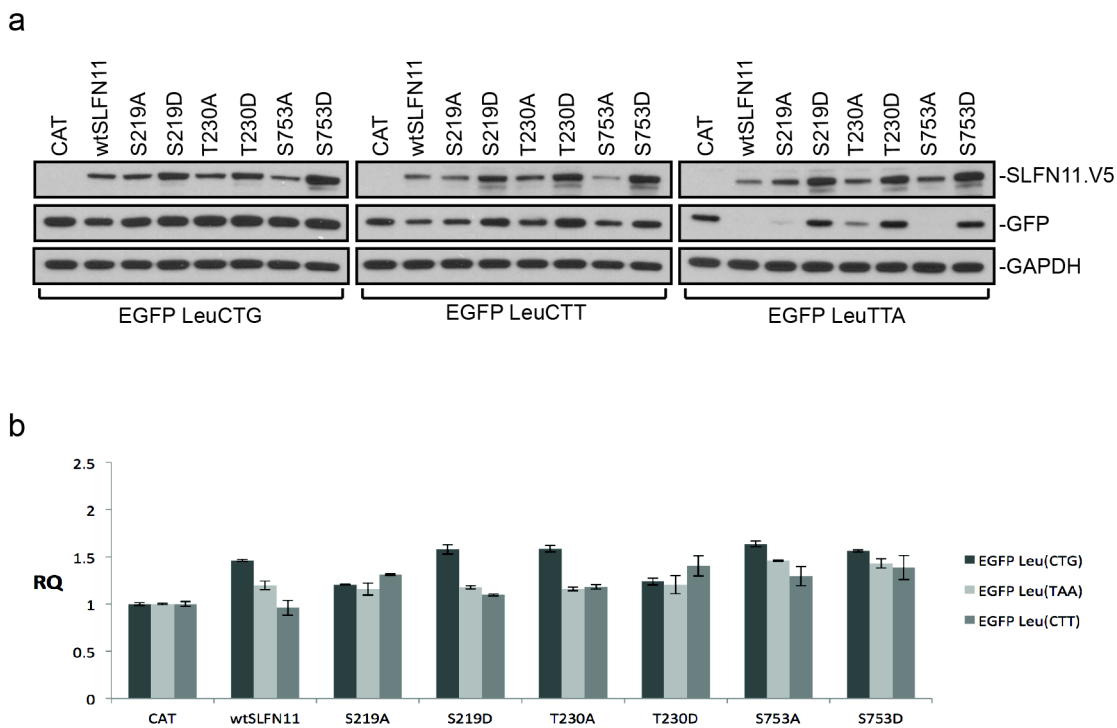 a
CAT wtSLFN11 S219A S219D T230A T230D S753A S753D CAT wtSLFN11 S219A S219D T230A T230D S753A S753D CAT wtSLFN11 S219A S219D T230A T230D S753A S753D
-SLFN11.V5
-GFP
-GAPDH
EGFP LeuCTG EGFP LeuCTT EGFP LeuTTA
b
2.5
2
1.5
1
0.5
0
RQ
EGFP Leu(CTG)
EGFP Leu(TAA)
EGFP Leu(CTT)
CAT wtSLFN11 S219A S219D T230A T230D S753A S753D